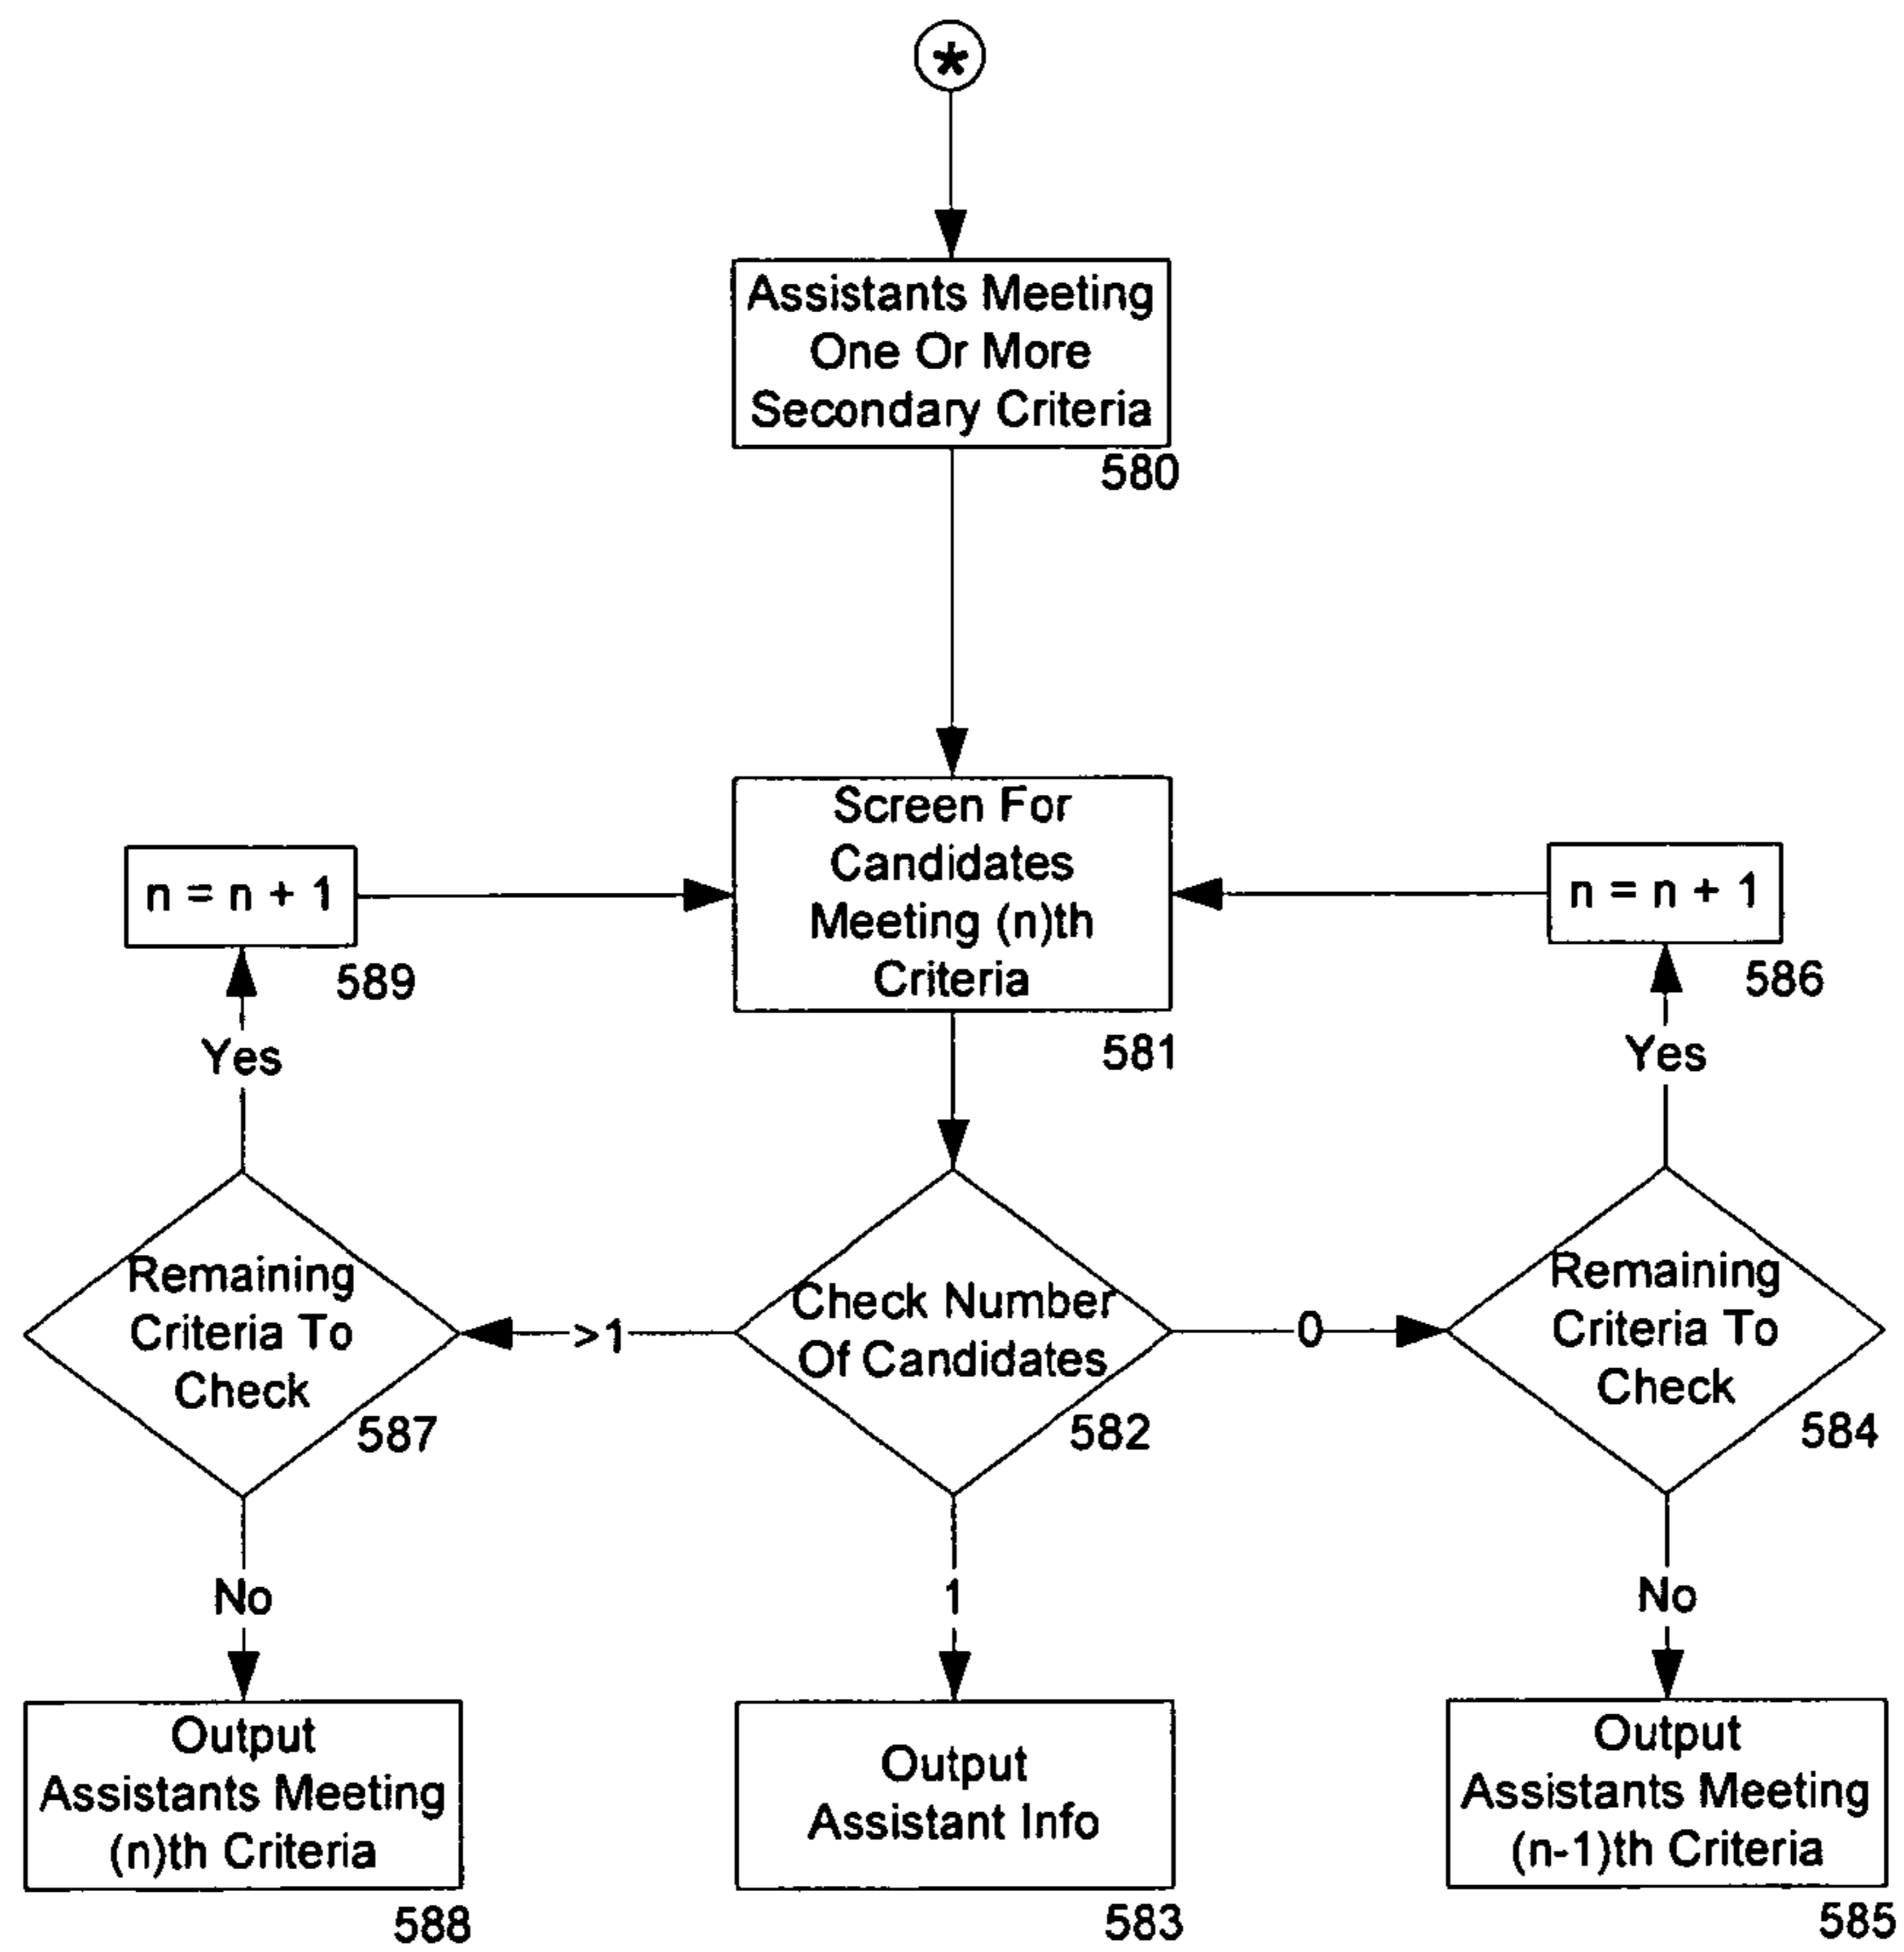 *
Assistants Meeting
One Or More
Secondary Criteria
580
Screen For
Candidates
Meeting (n)th
Criteria
581
n = n + 1
589
n = n + 1
586
Yes
Yes
Remaining
Criteria To
Check
587
>1
Check Number
Of Candidates
582
0
Remaining
Criteria To
Check
584
No
1
No
Output
Assistants Meeting
(n)th Criteria
588
Output
Assistant Info
583
Output
Assistants Meeting
(n-1)th Criteria
585